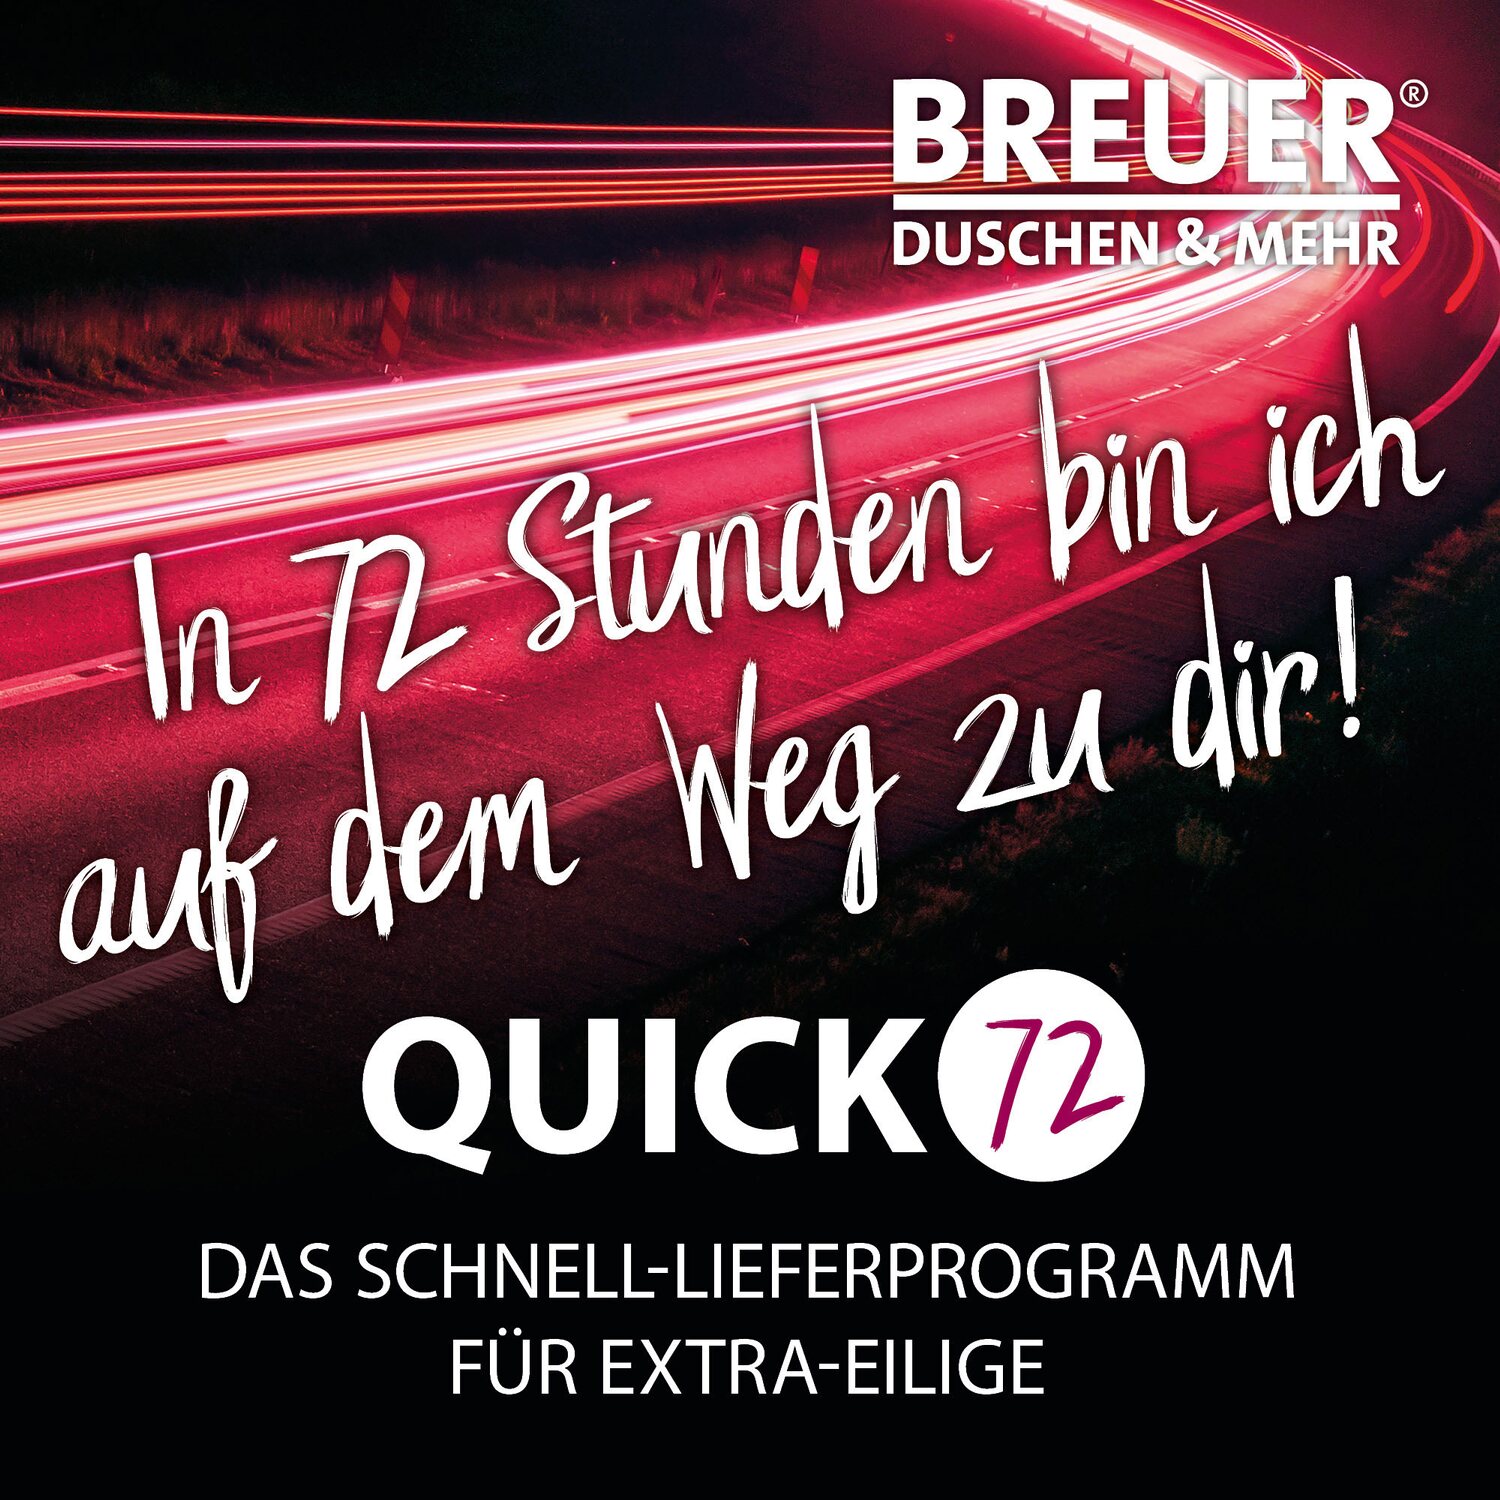 BREUER®
DUSCHEN & MEHR
In 72 Stunden bin ich
auf dem Weg zu dir!
QUICK 72
DAS SCHNELL-LIEFERPROGRAMM
FÜR EXTRA-EILIGE